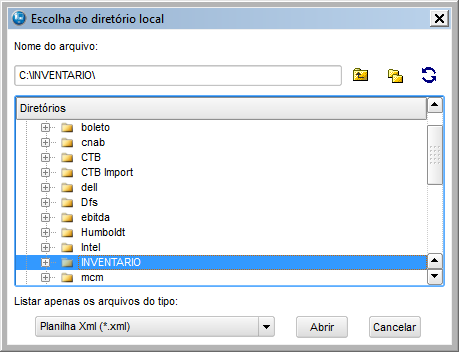 Escolha do diretório local
Nome do arquivo:
C:\INVENTARIO\
Diretórios
boleto
cnab
CTB
CTB Import
dell
Dfs
ebitda
Humboldt
Intel
INVENTARIO
mcm
Listar apenas os arquivos do tipo:
Planilha Xml (*.xml)
Abrir
Cancelar